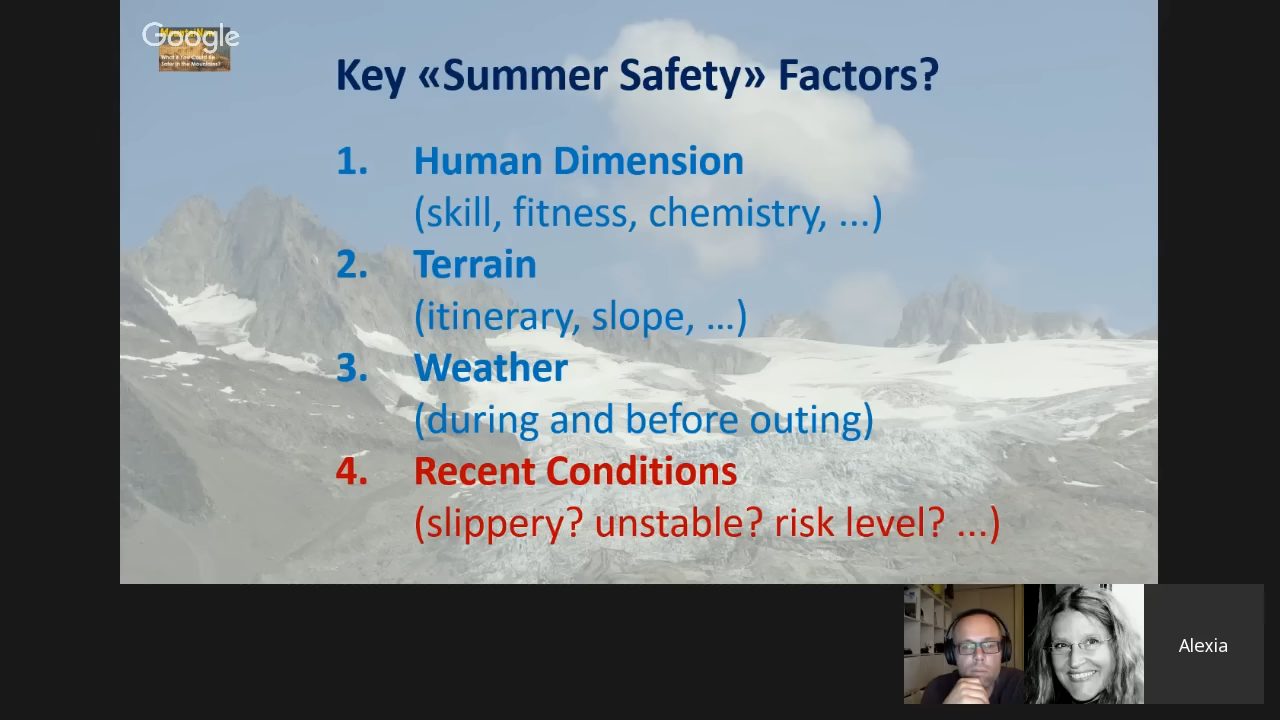 Google
Key «Summer Safety» Factors?
1. Human Dimension
(skill, fitness, chemistry, ...)
2. Terrain
(itinerary, slope, ...)
3. Weather
(during and before outing)
4. Recent Conditions
(slippery? unstable? risk level? ...)
Alexia